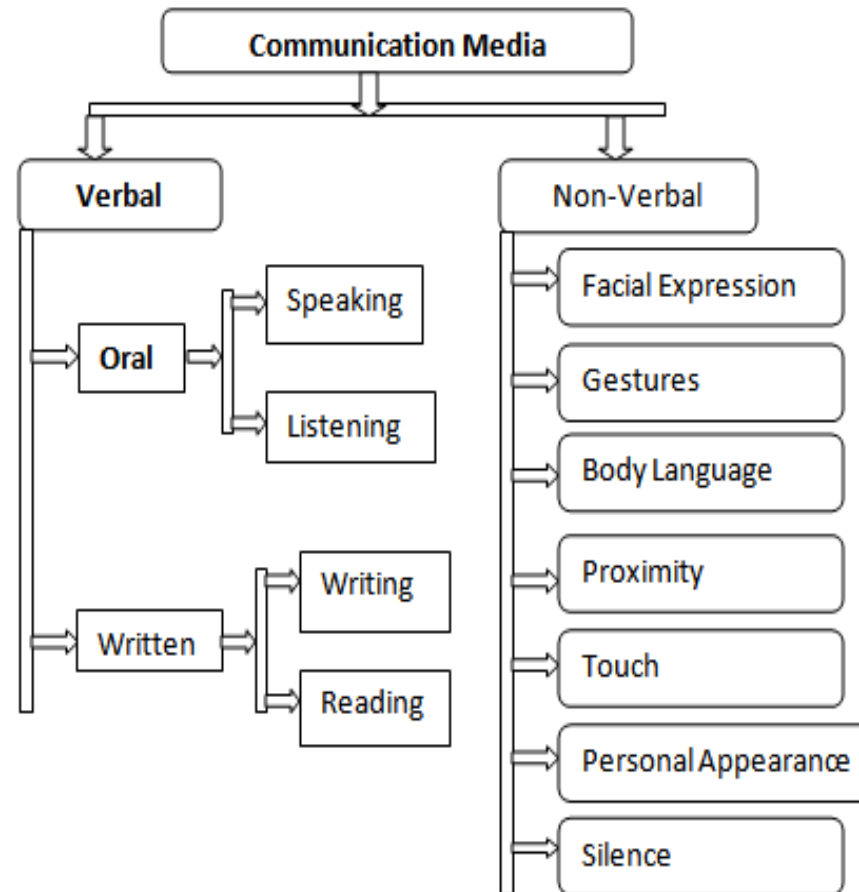 Communication Media
Verbal
Non-Verbal
Oral
Speaking
Listening
Written
Writing
Reading
Facial Expression
Gestures
Body Language
Proximity
Touch
Personal Appearance
Silence